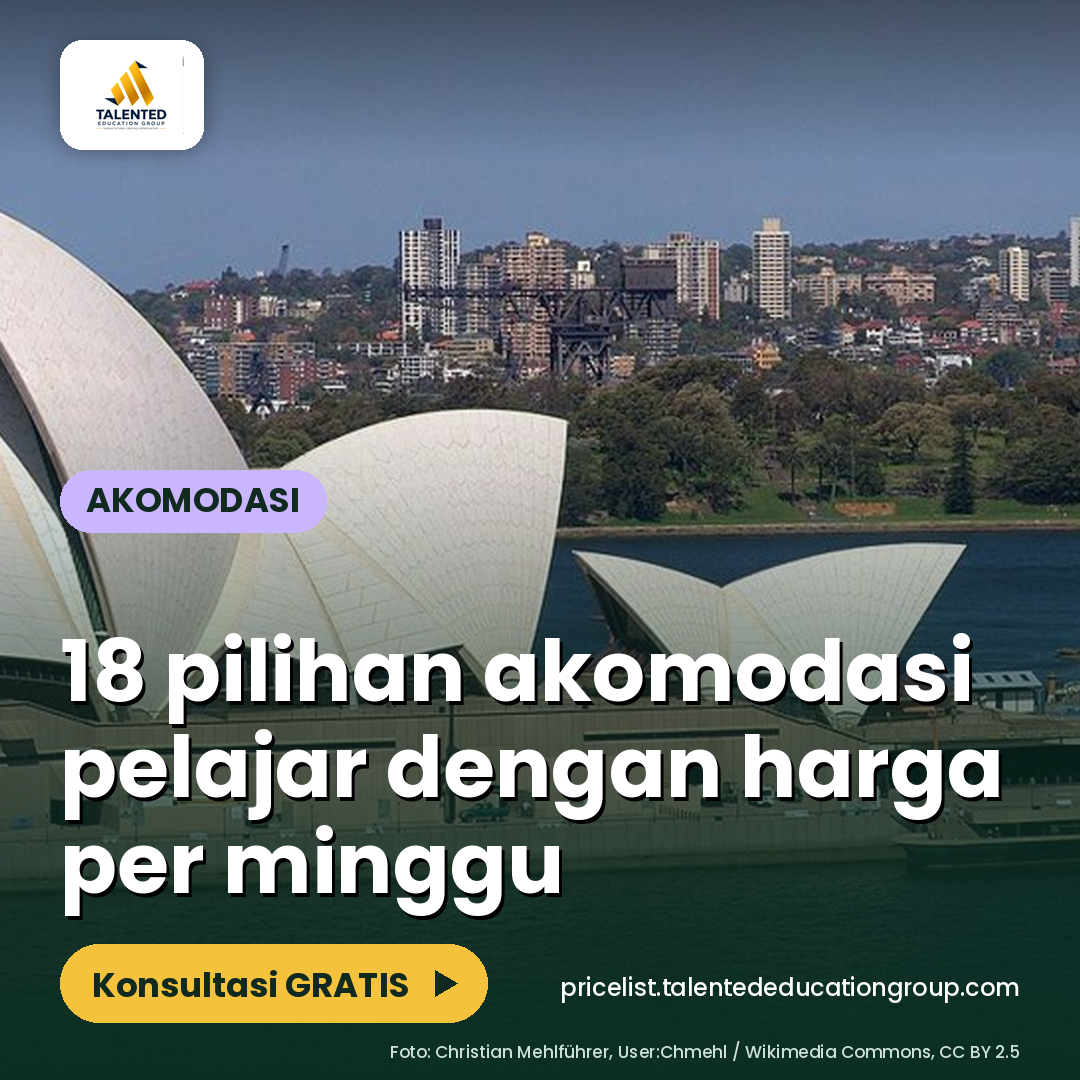 TALENTED
EDUCATION GROUP
AKOMODASI
18 pilihan akomodasi
pelajar dengan harga
per minggu
Konsultasi GRATIS
pricelist.talentededucationgroup.com
Foto: Christian Mehlführer, User:Chmehl / Wikimedia Commons, CC BY 2.5